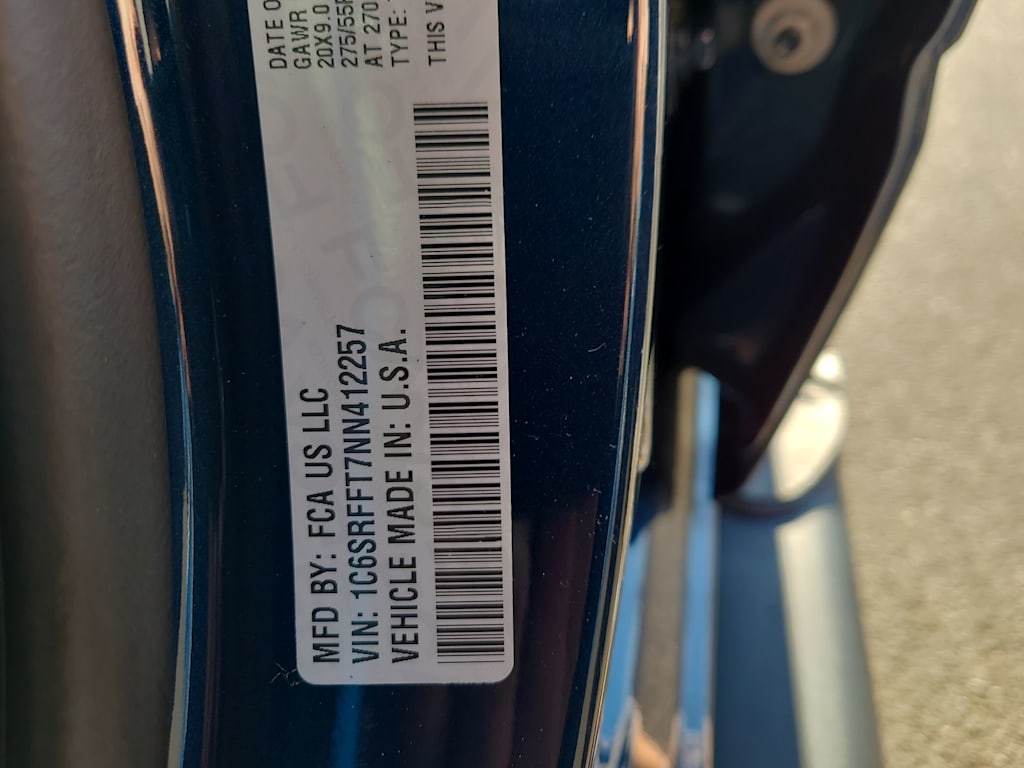 MFD BY: FCA US LLC
VIN: 1C6SRFFT7NN412257
VEHICLE MADE IN: U.S.A.
DATE O
GAWR
20X9.0
275/55R
AT 270
TYPE:
THIS V